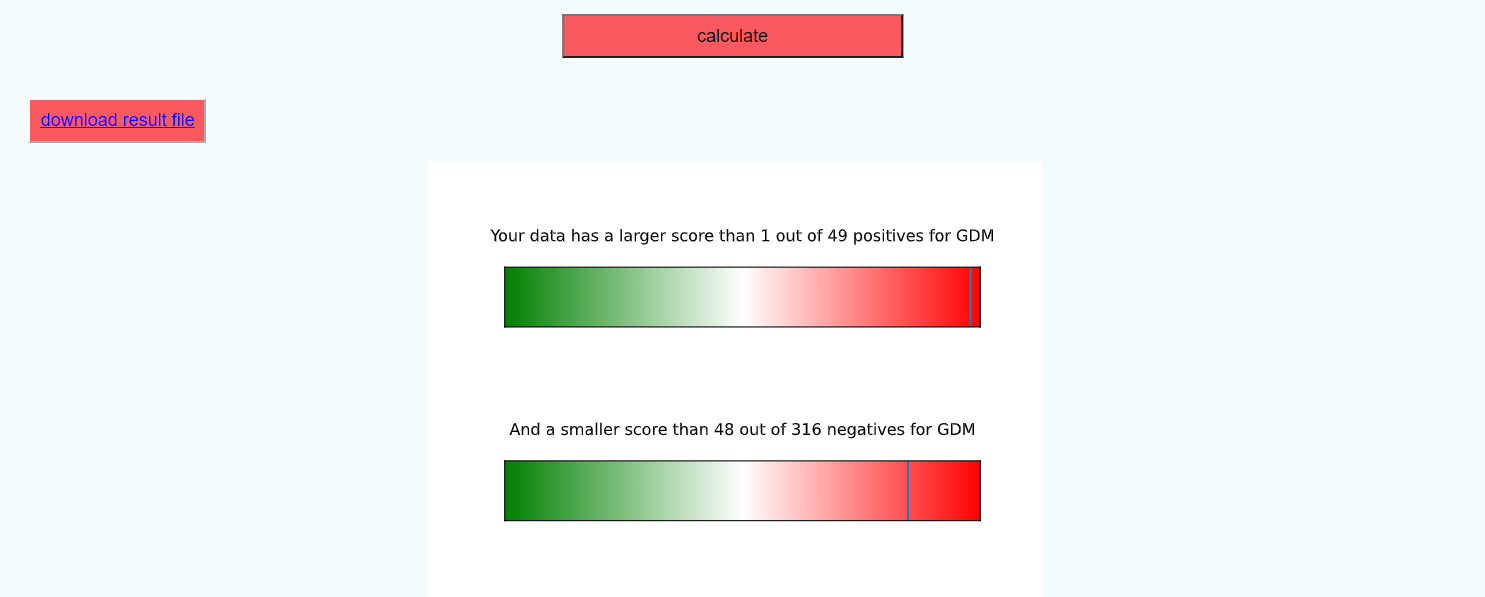 calculate
download result file
Your data has a larger score than 1 out of 49 positives for GDM
And a smaller score than 48 out of 316 negatives for GDM